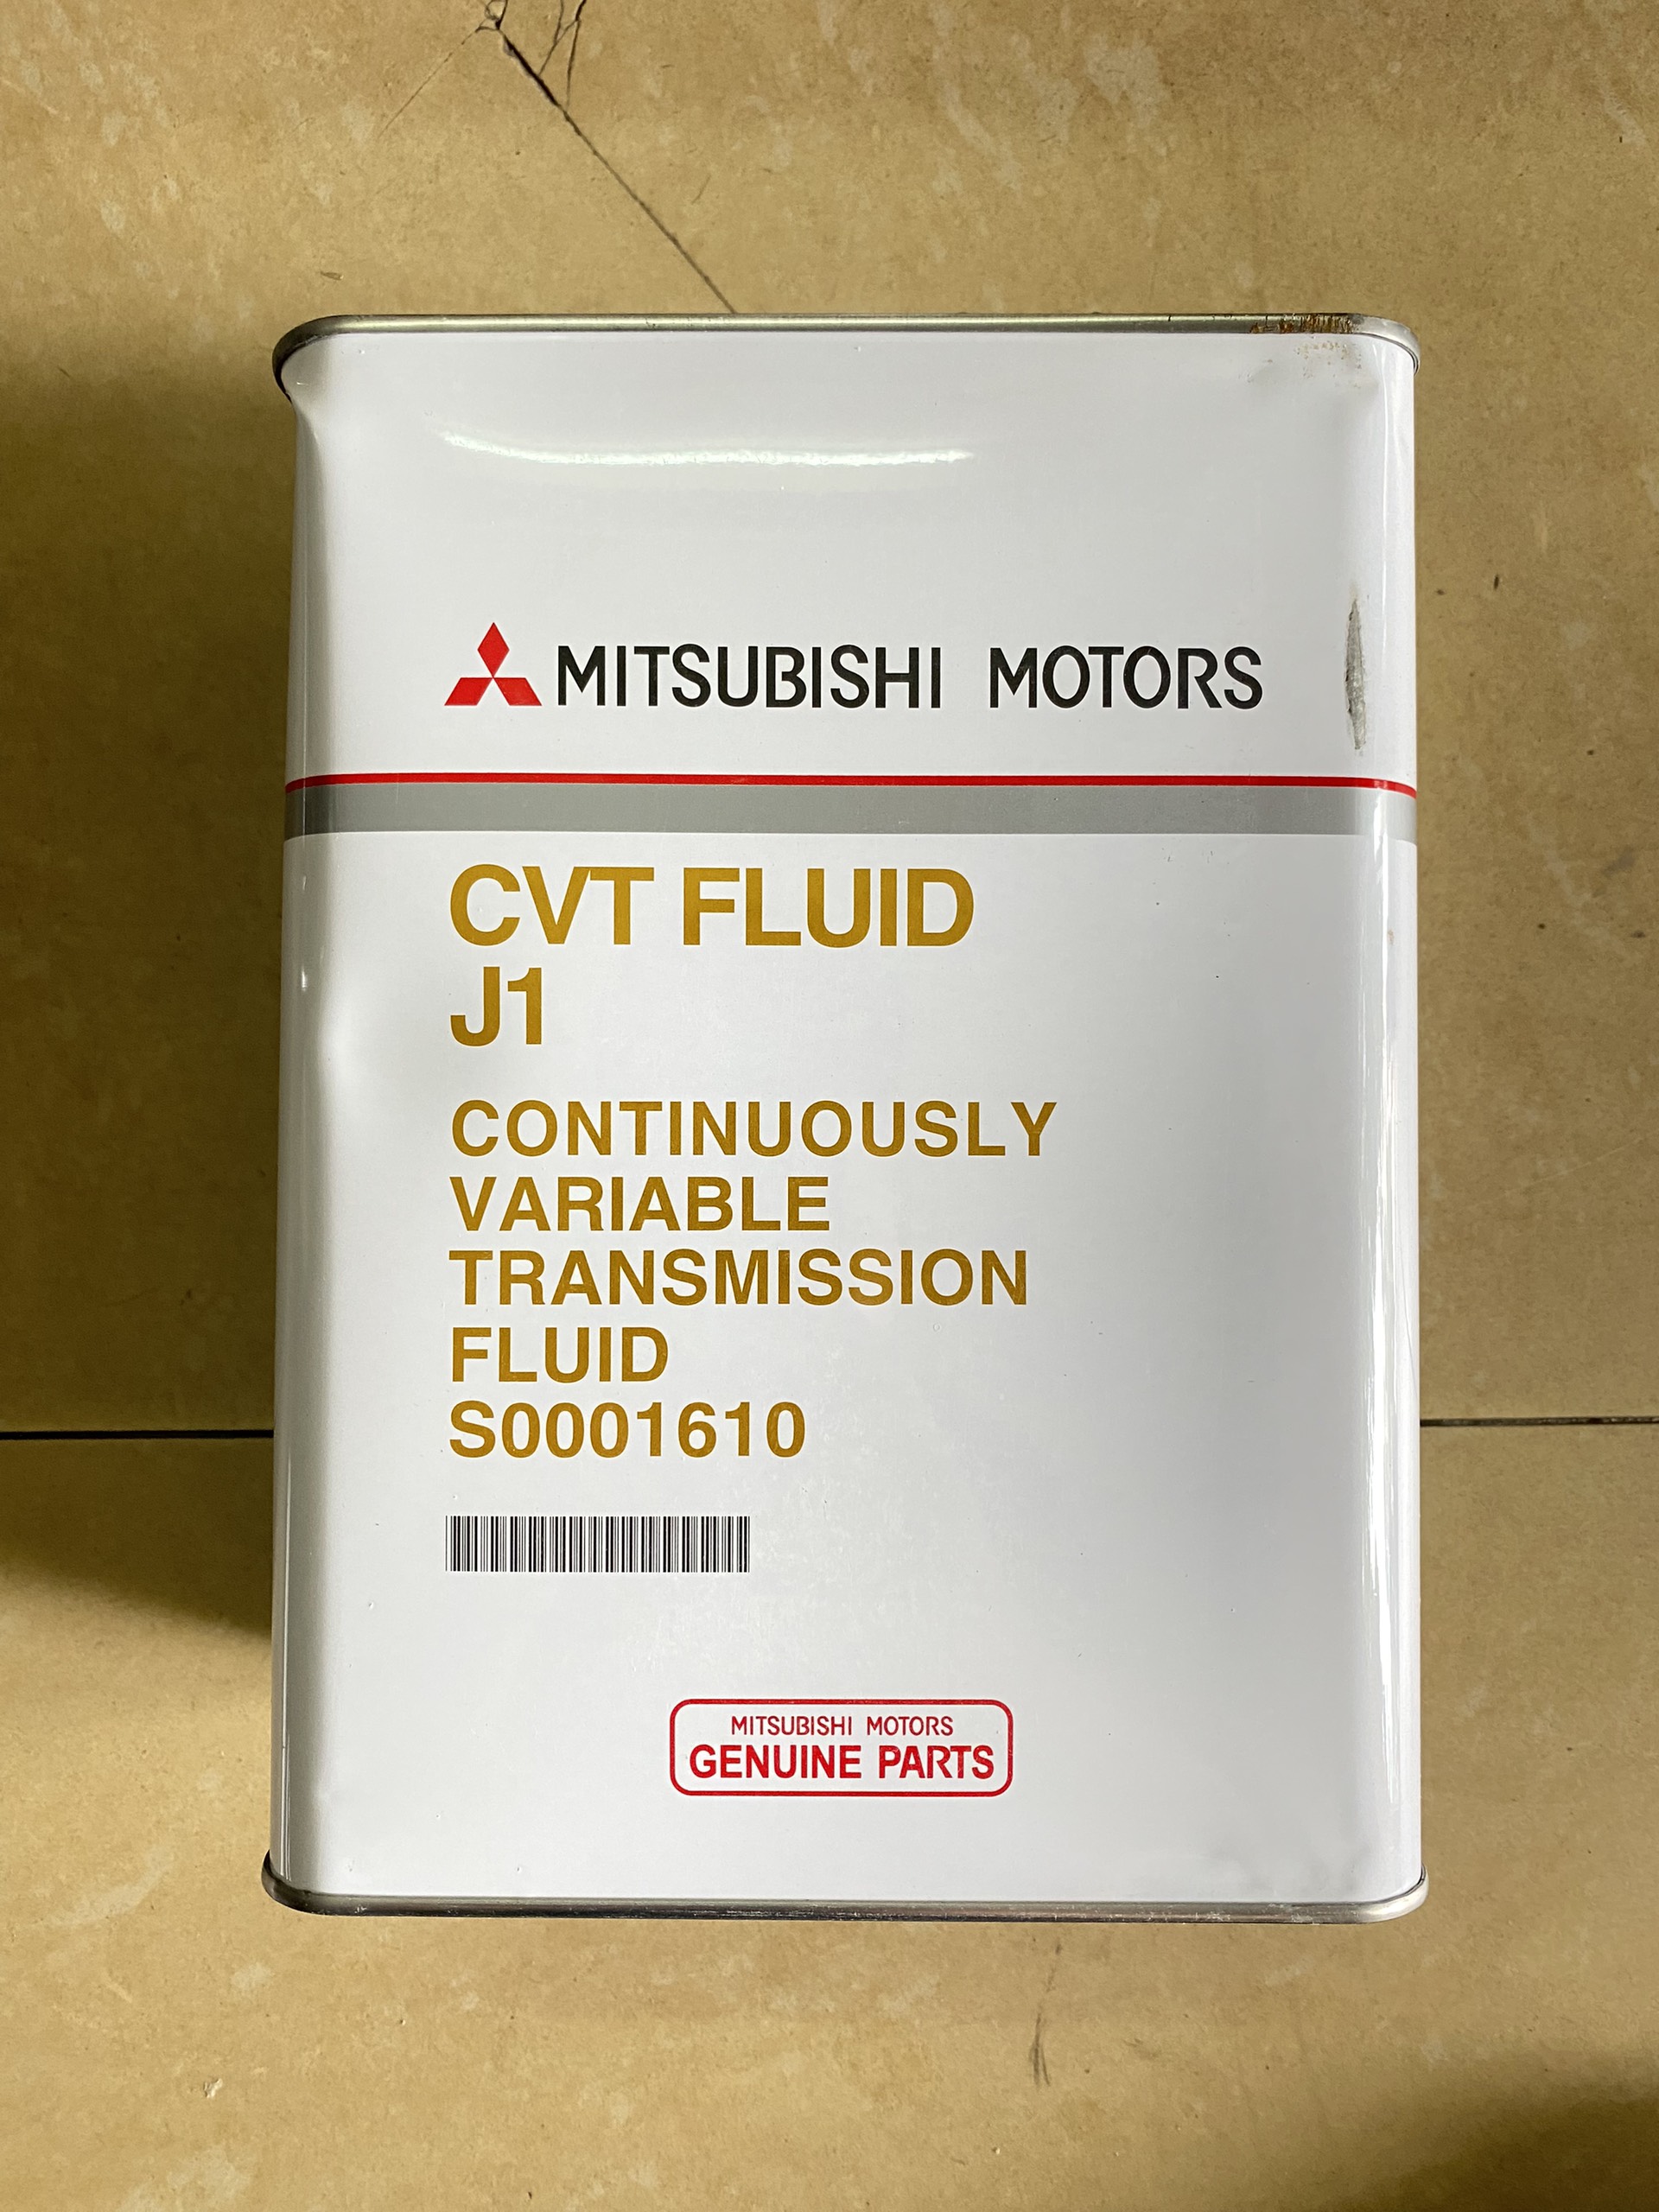 MITSUBISHI MOTORS
CVT FLUID
J1
CONTINUOUSLY
VARIABLE
TRANSMISSION
FLUID
S0001610
MITSUBISHI MOTORS
GENUINE PARTS